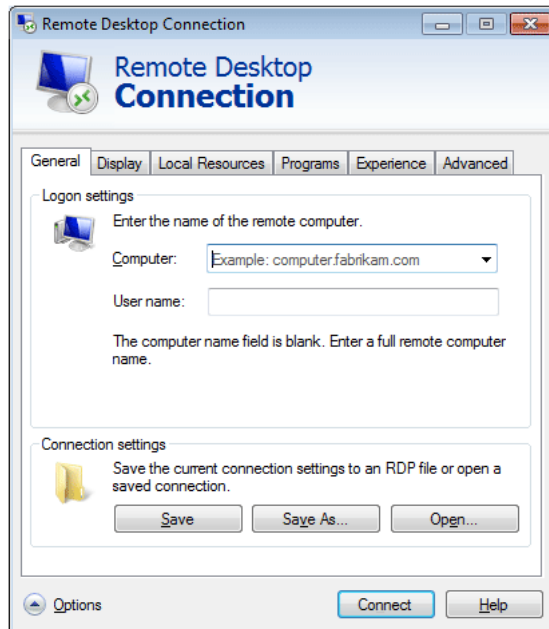 Remote Desktop Connection
Remote Desktop
Connection
General Display Local Resources Programs Experience Advanced
Logon settings
Enter the name of the remote computer.
Computer: Example: computer.fabrikam.com
User name:
The computer name field is blank. Enter a full remote computer
name.
Connection settings
Save the current connection settings to an RDP file or open a
saved connection.
Save Save As... Open...
Options Connect Help